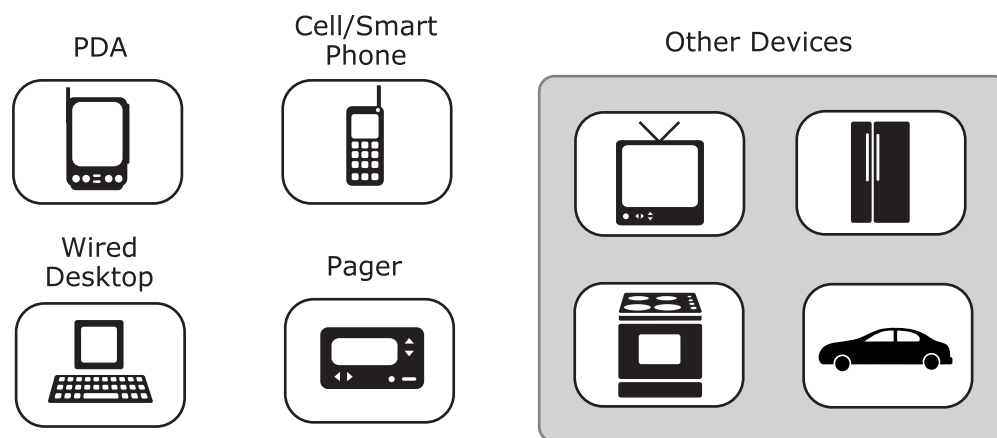 PDA
Cell/Smart
Phone
Other Devices
Wired
Desktop
Pager